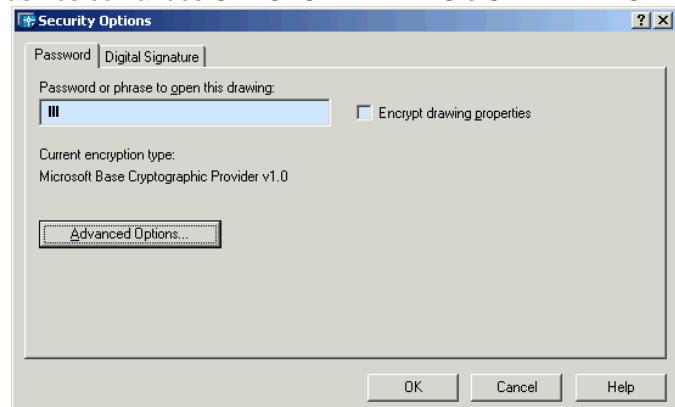 Security Options
Password Digital Signature
Password or phrase to open this drawing:
Encrypt drawing properties
Current encryption type:
Microsoft Base Cryptographic Provider v1.0
Advanced Options...
OK Cancel Help